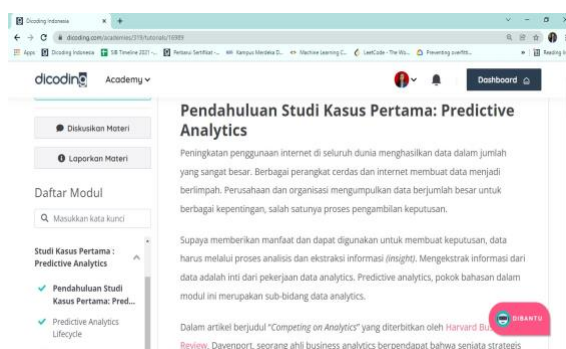 Dicoding Indonesia
dicoding.com/academies/319/tutorials/16989
Apps Dicoding Indonesia SIB Timeline 2021 -... Rentang Sertifikat -... Kampus Merdeka D... Machine Learning C... LeetCode - The Wo... Preventing overfitt...
dicoding
Academy
Dashboard
Diskusikan Materi
Laporkan Materi
Daftar Modul
Masukkan kata kunci
Studi Kasus Pertama :
Predictive Analytics
Pendahuluan Studi
Kasus Pertama: Pred...
Predictive Analytics
Lifecycle
Pendahuluan Studi Kasus Pertama: Predictive
Analytics
Peningkatan penggunaan internet di seluruh dunia menghasilkan data dalam jumlah
yang sangat besar. Berbagai perangkat cerdas dan internet membuat data menjadi
berlimpah. Perusahaan dan organisasi mengumpulkan data berjumlah besar untuk
berbagai kepentingan, salah satunya proses pengambilan keputusan.
Supaya memberikan manfaat dan dapat digunakan untuk membuat keputusan, data
harus melalui proses analisis dan ekstraksi informasi (insight). Mengekstrak informasi dari
data adalah inti dari pekerjaan data analytics. Predictive analytics, pokok bahasan dalam
modul ini merupakan sub-bidang data analytics.
Dalam artikel berjudul "Competing on Analytics" yang diterbitkan oleh Harvard
Review, Davenport, seorang ahli business analytics berpendapat bahwa senjata strategis
DIBANTU